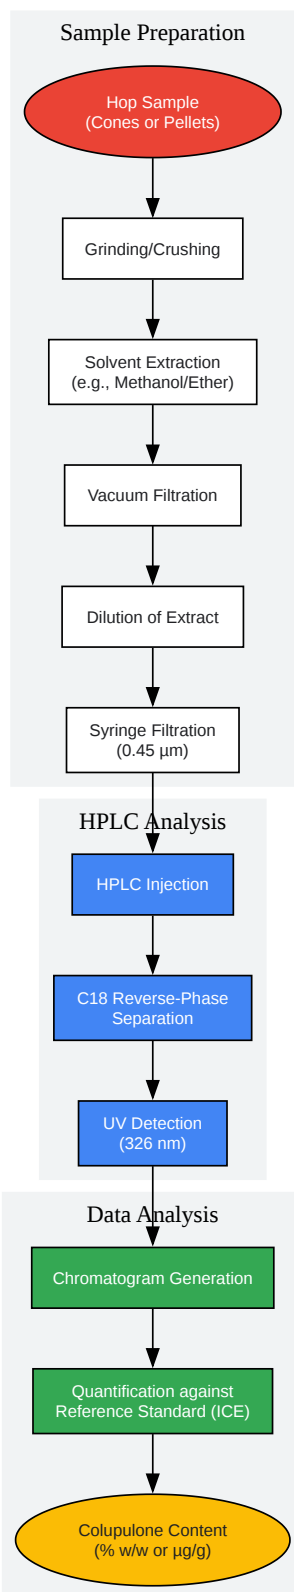 Sample Preparation
Hop Sample
(Cones or Pellets)
Grinding/Crushing
Solvent Extraction
(e.g., Methanol/Ether)
Vacuum Filtration
Dilution of Extract
Syringe Filtration
(0.45 µm)
HPLC Analysis
HPLC Injection
C18 Reverse-Phase
Separation
UV Detection
(326 nm)
Data Analysis
Chromatogram Generation
Quantification against
Reference Standard (ICE)
Colupulone Content
(% w/w or µg/g)